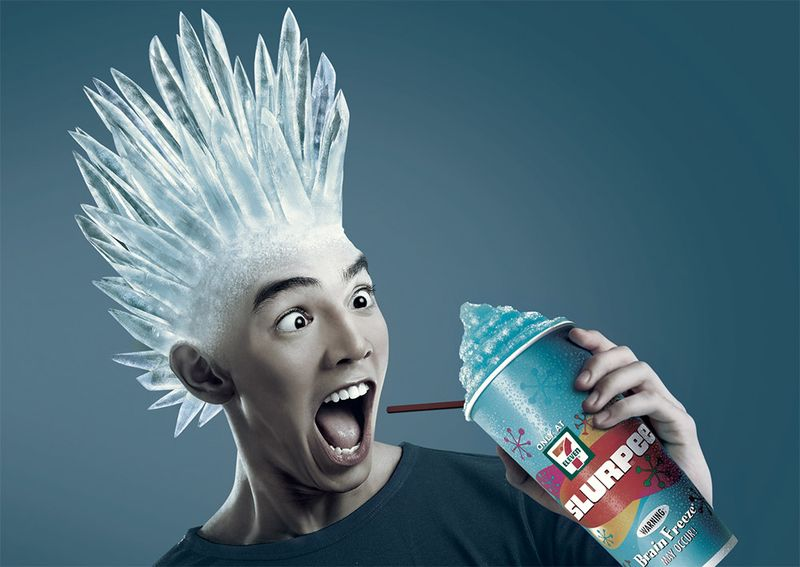 ONLY AT
7
ELEVEN
SLURPEE
WARNING:
Brain Freeze
MAY OCCUR!